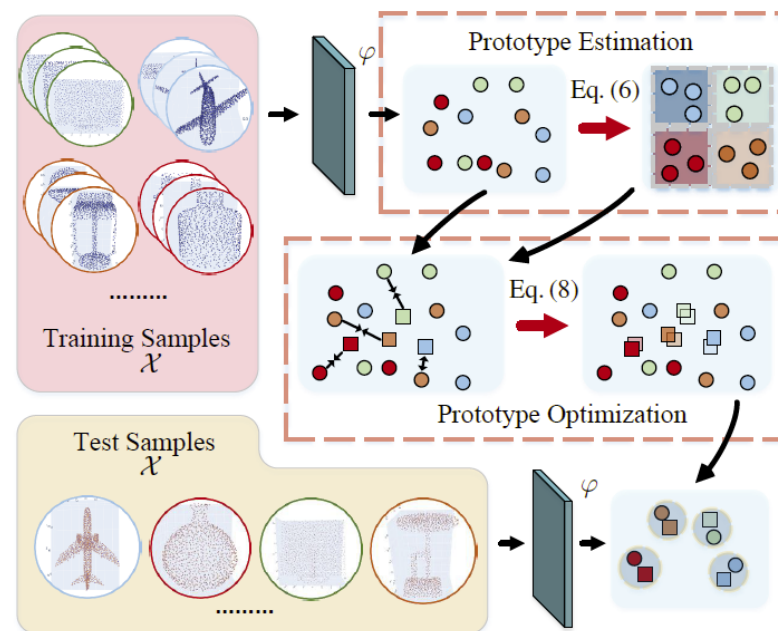 Prototype Estimation
φ
Eq. (6)
Training Samples
𝒳
.........
Eq. (8)
Prototype Optimization
Test Samples
𝒳
.........
φ